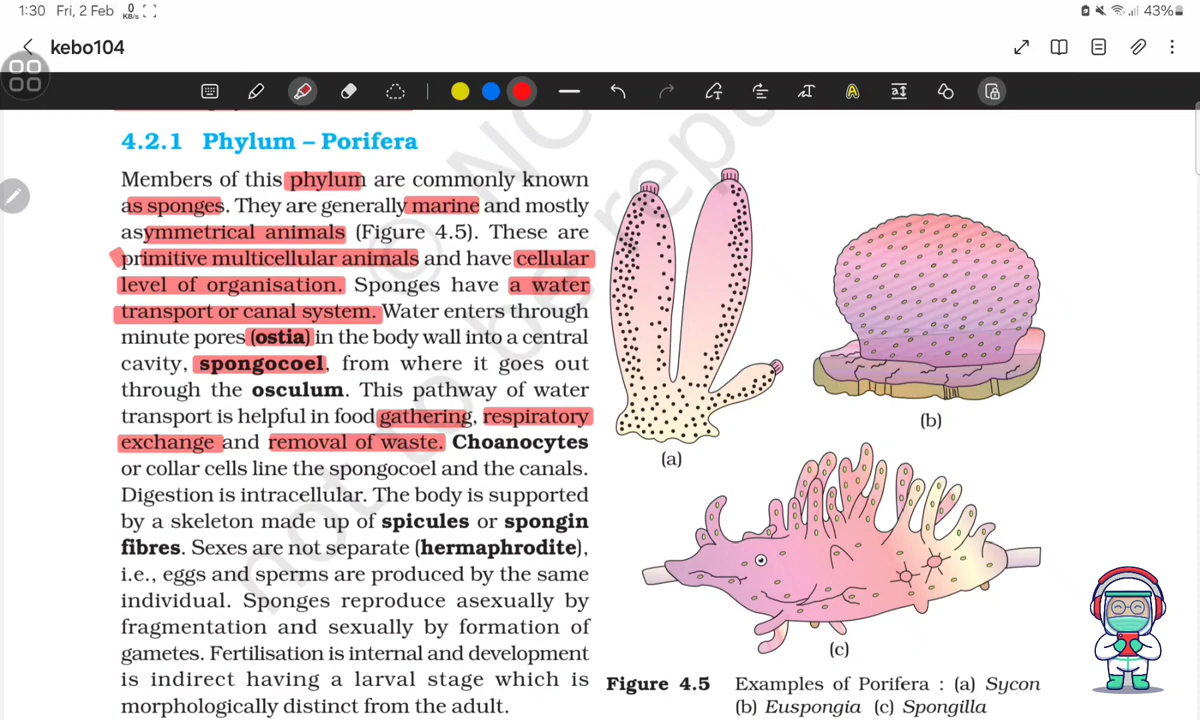 1:30 Fri, 2 Feb 0 KB/s 43%
kebo104
4.2.1 Phylum – Porifera
Members of this phylum are commonly known
as sponges. They are generally marine and mostly
asymmetrical animals (Figure 4.5). These are
primitive multicellular animals and have cellular
level of organisation. Sponges have a water
transport or canal system. Water enters through
minute pores (ostia) in the body wall into a central
cavity, spongocoel, from where it goes out
through the osculum. This pathway of water
transport is helpful in food gathering, respiratory
exchange and removal of waste. Choanocytes
or collar cells line the spongocoel and the canals.
Digestion is intracellular. The body is supported
by a skeleton made up of spicules or spongin
fibres. Sexes are not separate (hermaphrodite),
i.e., eggs and sperms are produced by the same
individual. Sponges reproduce asexually by
fragmentation and sexually by formation of
gametes. Fertilisation is internal and development
is indirect having a larval stage which is
morphologically distinct from the adult.
(a)
(b)
(c)
Figure 4.5 Examples of Porifera : (a) Sycon
(b) Euspongia (c) Spongilla